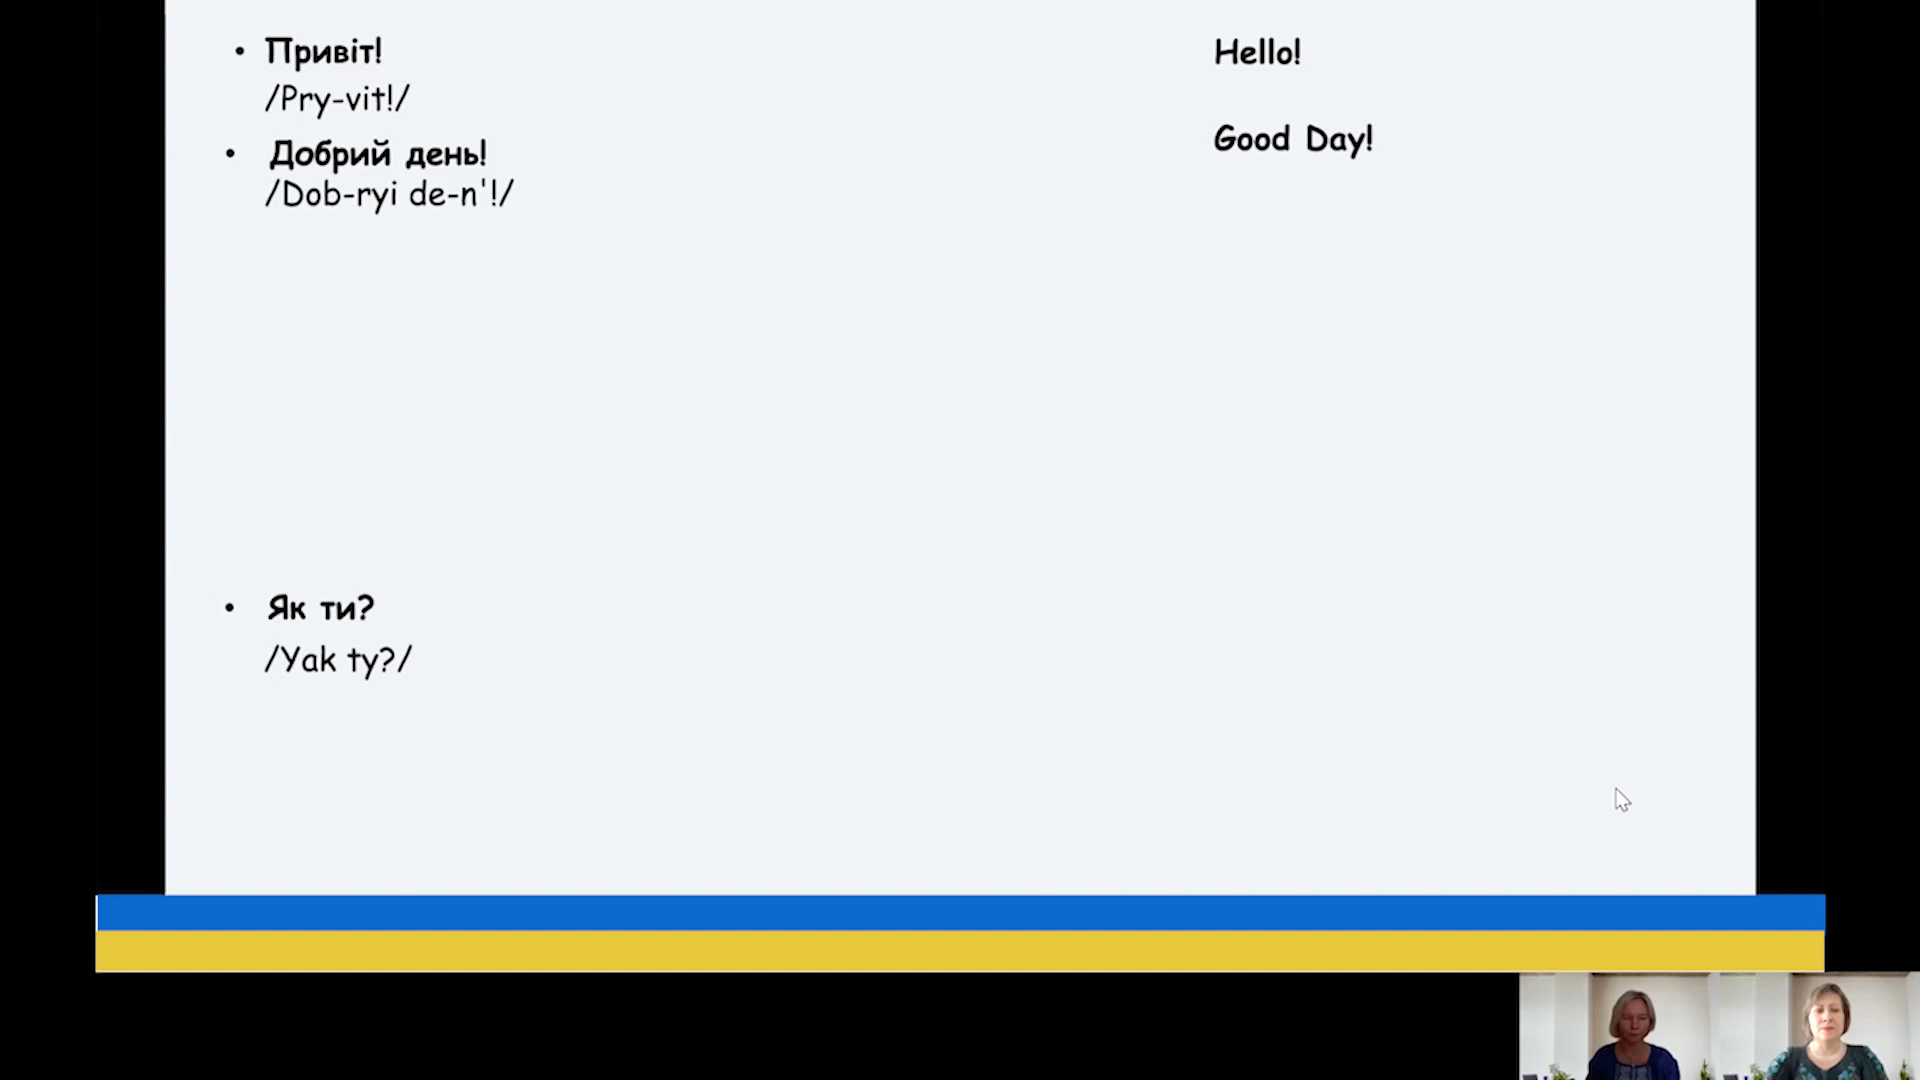 • Привіт!
Hello!
/Pry-vit!/
• Добрий день!
Good Day!
/Dob-ryi de-n'!/
• Як ти?
/Yak ty?/